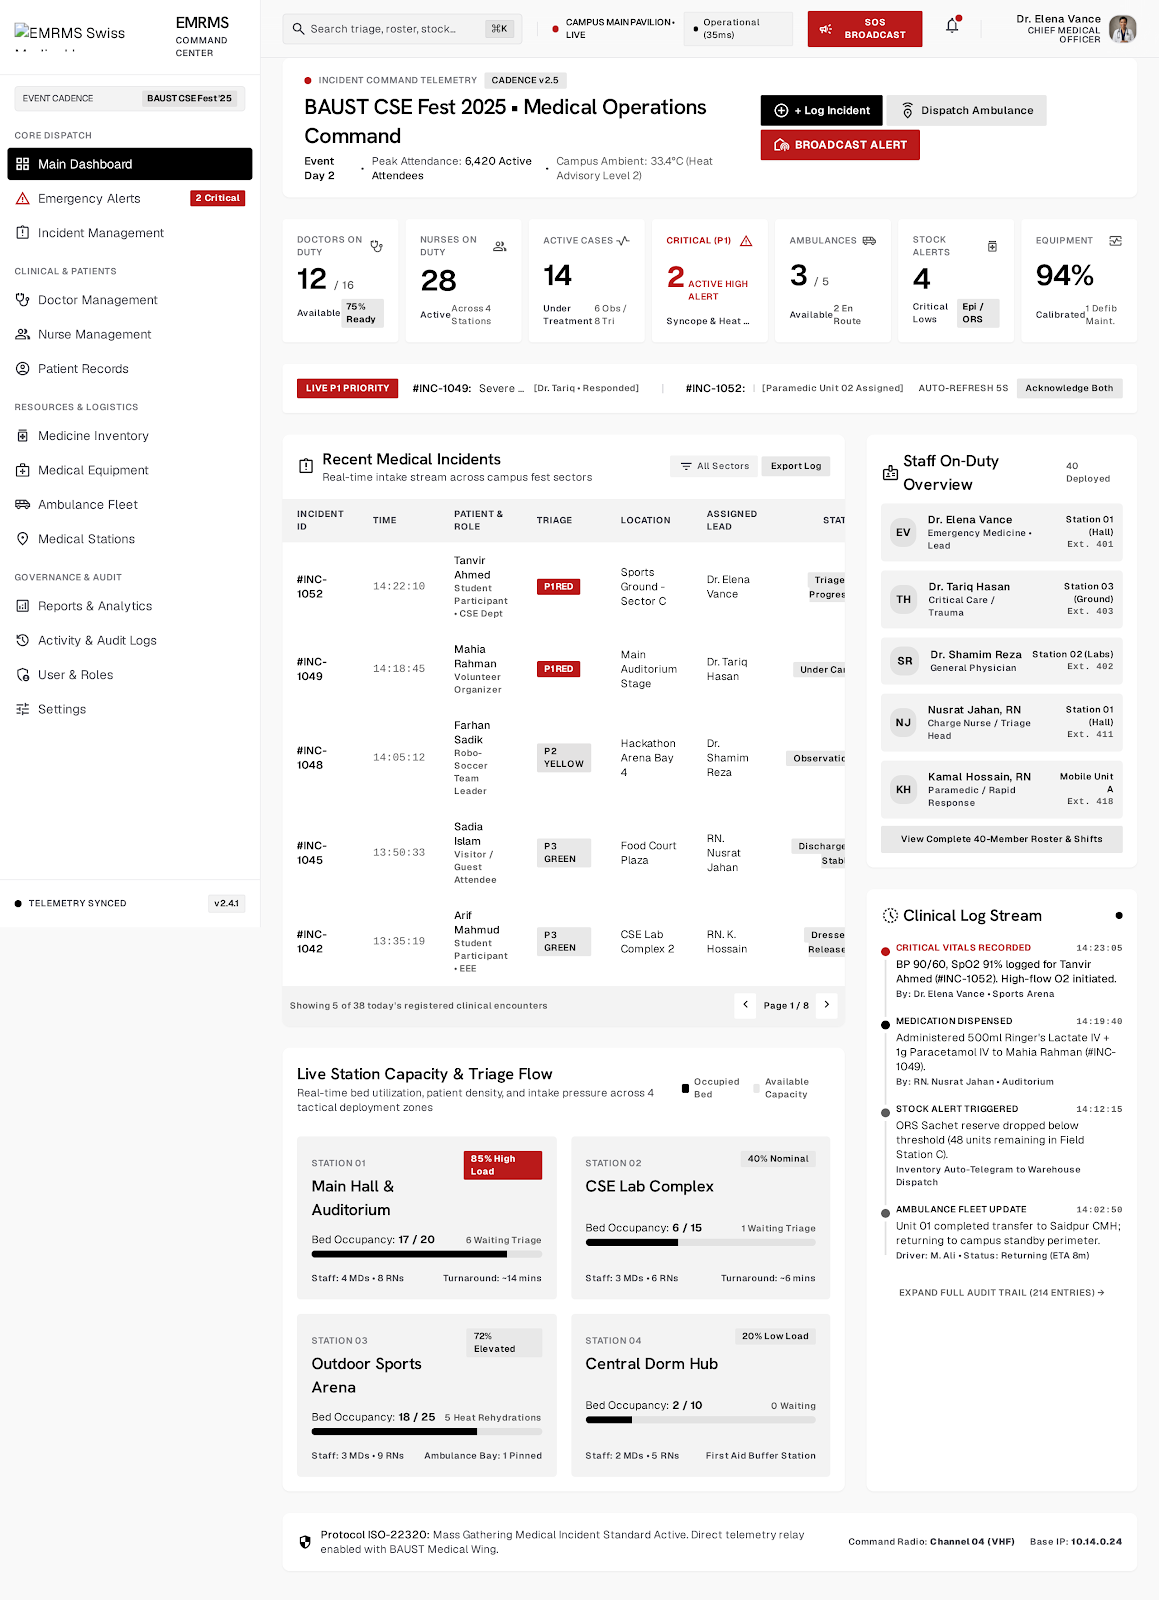 EMRMS Swiss
EMRMS
COMMAND
CENTER
EVENT CADENCE
BAUST CSE Fest '25
CORE DISPATCH
Main Dashboard
Emergency Alerts
2 Critical
Incident Management
CLINICAL & PATIENTS
Doctor Management
Nurse Management
Patient Records
RESOURCES & LOGISTICS
Medicine Inventory
Medical Equipment
Ambulance Fleet
Medical Stations
GOVERNANCE & AUDIT
Reports & Analytics
Activity & Audit Logs
User & Roles
Settings
TELEMETRY SYNCED
v2.4.1
Search triage, roster, stock...
⌘K
CAMPUS MAIN PAVILION •
LIVE
Operational
(35ms)
SOS
BROADCAST
Dr. Elena Vance
CHIEF MEDICAL
OFFICER
INCIDENT COMMAND TELEMETRY
CADENCE v2.5
BAUST CSE Fest 2025 ▪ Medical Operations
Command
Event
Day 2
•
Peak Attendance: 6,420 Active
Attendees
•
Campus Ambient: 33.4°C (Heat
Advisory Level 2)
+ Log Incident
Dispatch Ambulance
BROADCAST ALERT
DOCTORS ON
DUTY
12 / 16
Available
75%
Ready
NURSES ON
DUTY
28
Active
Across 4
Stations
ACTIVE CASES
14
Under
Treatment
6 Obs /
8 Tri
CRITICAL (P1)
2 ACTIVE HIGH
ALERT
Syncope & Heat ...
AMBULANCES
3 / 5
Available
2 En
Route
STOCK
ALERTS
4
Critical
Lows
Epi /
ORS
EQUIPMENT
94%
Calibrated
1 Defib
Maint.
LIVE P1 PRIORITY
#INC-1049: Severe ... [Dr. Tariq • Responded]
#INC-1052: [Paramedic Unit 02 Assigned]
AUTO-REFRESH 5S
Acknowledge Both
Recent Medical Incidents
Real-time intake stream across campus fest sectors
All Sectors
Export Log
INCIDENT
ID
TIME
PATIENT &
ROLE
TRIAGE
LOCATION
ASSIGNED
LEAD
STAT
#INC-
1052
14:22:10
Tanvir
Ahmed
Student
Participant
• CSE Dept
P1 RED
Sports
Ground -
Sector C
Dr. Elena
Vance
Triage
Progres
#INC-
1049
14:18:45
Mahia
Rahman
Volunteer
Organizer
P1 RED
Main
Auditorium
Stage
Dr. Tariq
Hasan
Under Car
#INC-
1048
14:05:12
Farhan
Sadik
Robo-
Soccer
Team
Leader
P2
YELLOW
Hackathon
Arena Bay
4
Dr.
Shamim
Reza
Observatio
#INC-
1045
13:50:33
Sadia
Islam
Visitor /
Guest
Attendee
P3
GREEN
Food Court
Plaza
RN.
Nusrat
Jahan
Discharge
Stabl
#INC-
1042
13:35:19
Arif
Mahmud
Student
Participant
• EEE
P3
GREEN
CSE Lab
Complex 2
RN. K.
Hossain
Dresse
Release
Showing 5 of 38 today's registered clinical encounters
Page 1 / 8
Staff On-Duty
Overview
40
Deployed
EV
Dr. Elena Vance
Emergency Medicine •
Lead
Station 01
(Hall)
Ext. 401
TH
Dr. Tariq Hasan
Critical Care /
Trauma
Station 03
(Ground)
Ext. 403
SR
Dr. Shamim Reza
General Physician
Station 02 (Labs)
Ext. 402
NJ
Nusrat Jahan, RN
Charge Nurse / Triage
Head
Station 01
(Hall)
Ext. 411
KH
Kamal Hossain, RN
Paramedic / Rapid
Response
Mobile Unit
A
Ext. 418
View Complete 40-Member Roster & Shifts
Clinical Log Stream
CRITICAL VITALS RECORDED
14:23:05
BP 90/60, SpO2 91% logged for Tanvir
Ahmed (#INC-1052). High-flow O2 initiated.
By: Dr. Elena Vance • Sports Arena
MEDICATION DISPENSED
14:19:40
Administered 500ml Ringer's Lactate IV +
1g Paracetamol IV to Mahia Rahman (#INC-
1049).
By: RN. Nusrat Jahan • Auditorium
STOCK ALERT TRIGGERED
14:12:15
ORS Sachet reserve dropped below
threshold (48 units remaining in Field
Station C).
Inventory Auto-Telegram to Warehouse
Dispatch
AMBULANCE FLEET UPDATE
14:02:50
Unit 01 completed transfer to Saidpur CMH;
returning to campus standby perimeter.
Driver: M. Ali • Status: Returning (ETA 8m)
EXPAND FULL AUDIT TRAIL (214 ENTRIES) →
Live Station Capacity & Triage Flow
Real-time bed utilization, patient density, and intake pressure across 4
tactical deployment zones
Occupied
Bed
Available
Capacity
STATION 01
85% High
Load
Main Hall &
Auditorium
Bed Occupancy: 17 / 20
6 Waiting Triage
Staff: 4 MDs • 8 RNs
Turnaround: ~14 mins
STATION 02
40% Nominal
CSE Lab Complex
Bed Occupancy: 6 / 15
1 Waiting Triage
Staff: 3 MDs • 6 RNs
Turnaround: ~6 mins
STATION 03
72%
Elevated
Outdoor Sports
Arena
Bed Occupancy: 18 / 25
5 Heat Rehydrations
Staff: 3 MDs • 9 RNs
Ambulance Bay: 1 Pinned
STATION 04
20% Low Load
Central Dorm Hub
Bed Occupancy: 2 / 10
0 Waiting
Staff: 2 MDs • 5 RNs
First Aid Buffer Station
Protocol ISO-22320: Mass Gathering Medical Incident Standard Active. Direct telemetry relay
enabled with BAUST Medical Wing.
Command Radio: Channel 04 (VHF)
Base IP: 10.14.0.24